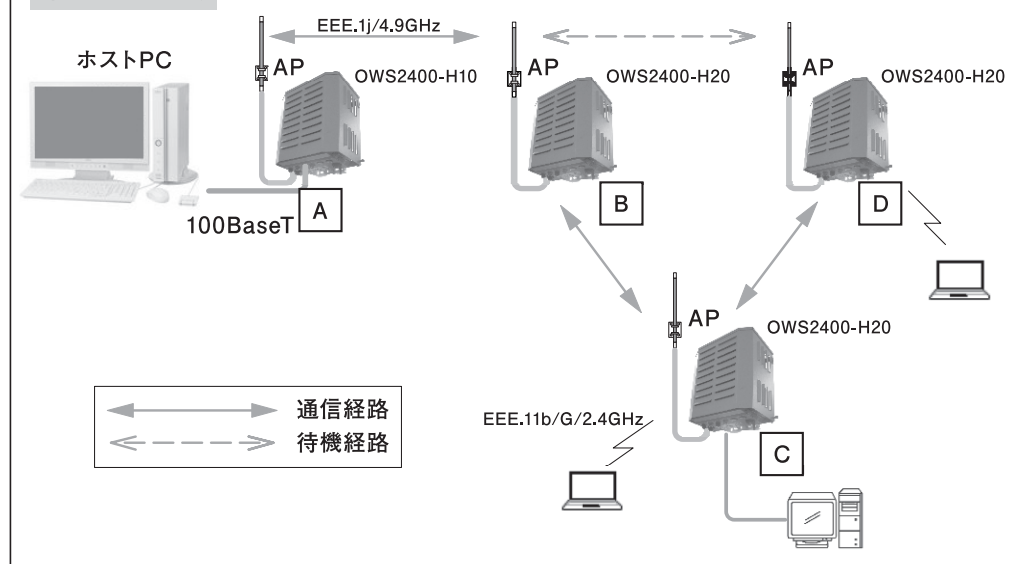 EEE.1j/4.9GHz
ホストPC
AP
OWS2400-H10
AP
OWS2400-H20
AP
OWS2400-H20
100BaseT
A
B
D
AP
OWS2400-H20
通信経路
待機経路
EEE.11b/G/2.4GHz
C